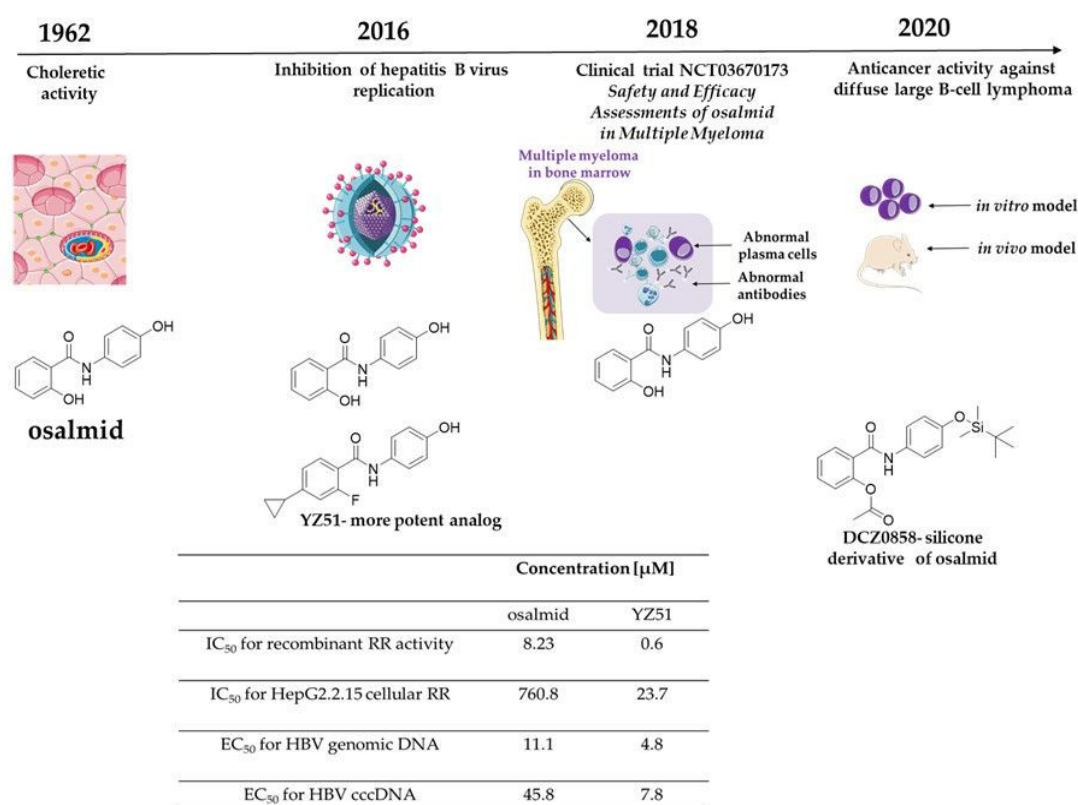 1962
2016
2018
2020
Choleretic
activity
Inhibition of hepatitis B virus
replication
Clinical trial NCT03670173
Safety and Efficacy
Assessments of osalmid
in Multiple Myeloma
Anticancer activity against
diffuse large B-cell lymphoma
Multiple myeloma
in bone marrow
Abnormal
plasma cells
Abnormal
antibodies
in vitro model
in vivo model
O
OH
N
H
OH
osalmid
O
OH
N
H
OH
O
OH
N
H
F
YZ51- more potent analog
O
OH
N
H
OH
O
O
Si
N
H
O
O
DCZ0858- silicone
derivative of osalmid
Concentration [µM]
osalmid YZ51
IC50 for recombinant RR activity 8.23 0.6
IC50 for HepG2.2.15 cellular RR 760.8 23.7
EC50 for HBV genomic DNA 11.1 4.8
EC50 for HBV cccDNA 45.8 7.8